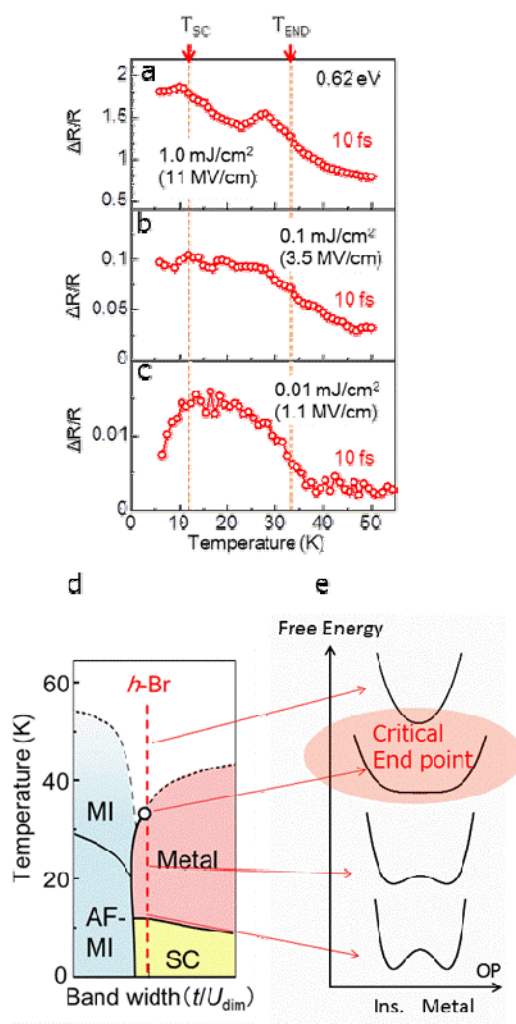 T_SC T_END
a
0.62 eV
10 fs
1.0 mJ/cm²
(11 MV/cm)
ΔR/R
2
1.5
1
0.5
b
0.1 mJ/cm²
(3.5 MV/cm)
10 fs
ΔR/R
0.1
0.05
0
c
0.01 mJ/cm²
(1.1 MV/cm)
10 fs
ΔR/R
0.01
0
0 10 20 30 40 50
Temperature (K)
d
h-Br
Temperature (K)
60
40
20
0
MI
Metal
AF-
MI
SC
Band width (t/U_dim)
e
Free Energy
Critical
End point
OP
Ins. Metal